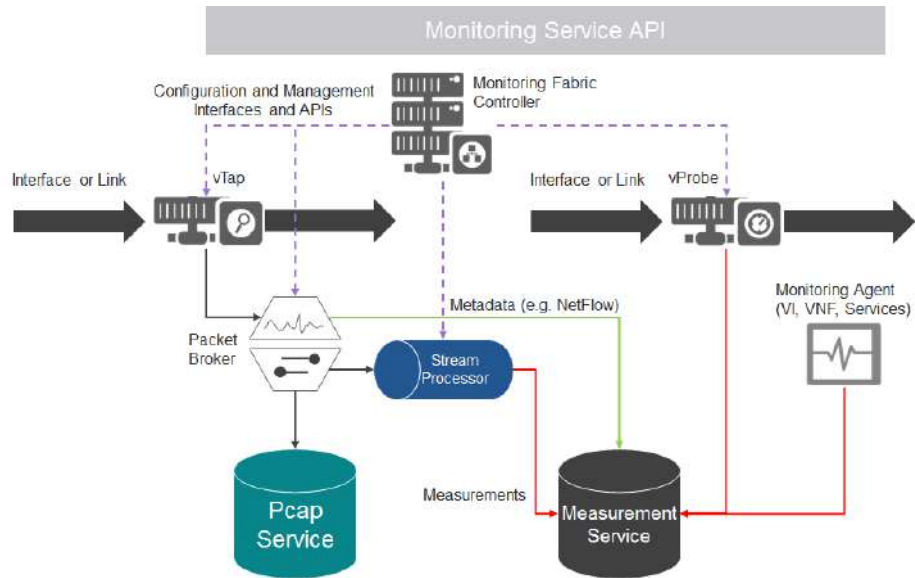 Monitoring Service API
Configuration and Management
Interfaces and APIs
Monitoring Fabric
Controller
Interface or Link
vTap
Interface or Link
vProbe
Monitoring Agent
(VI, VNF, Services)
Metadata (e.g. NetFlow)
Packet
Broker
Stream
Processor
Measurements
Pcap
Service
Measurement
Service